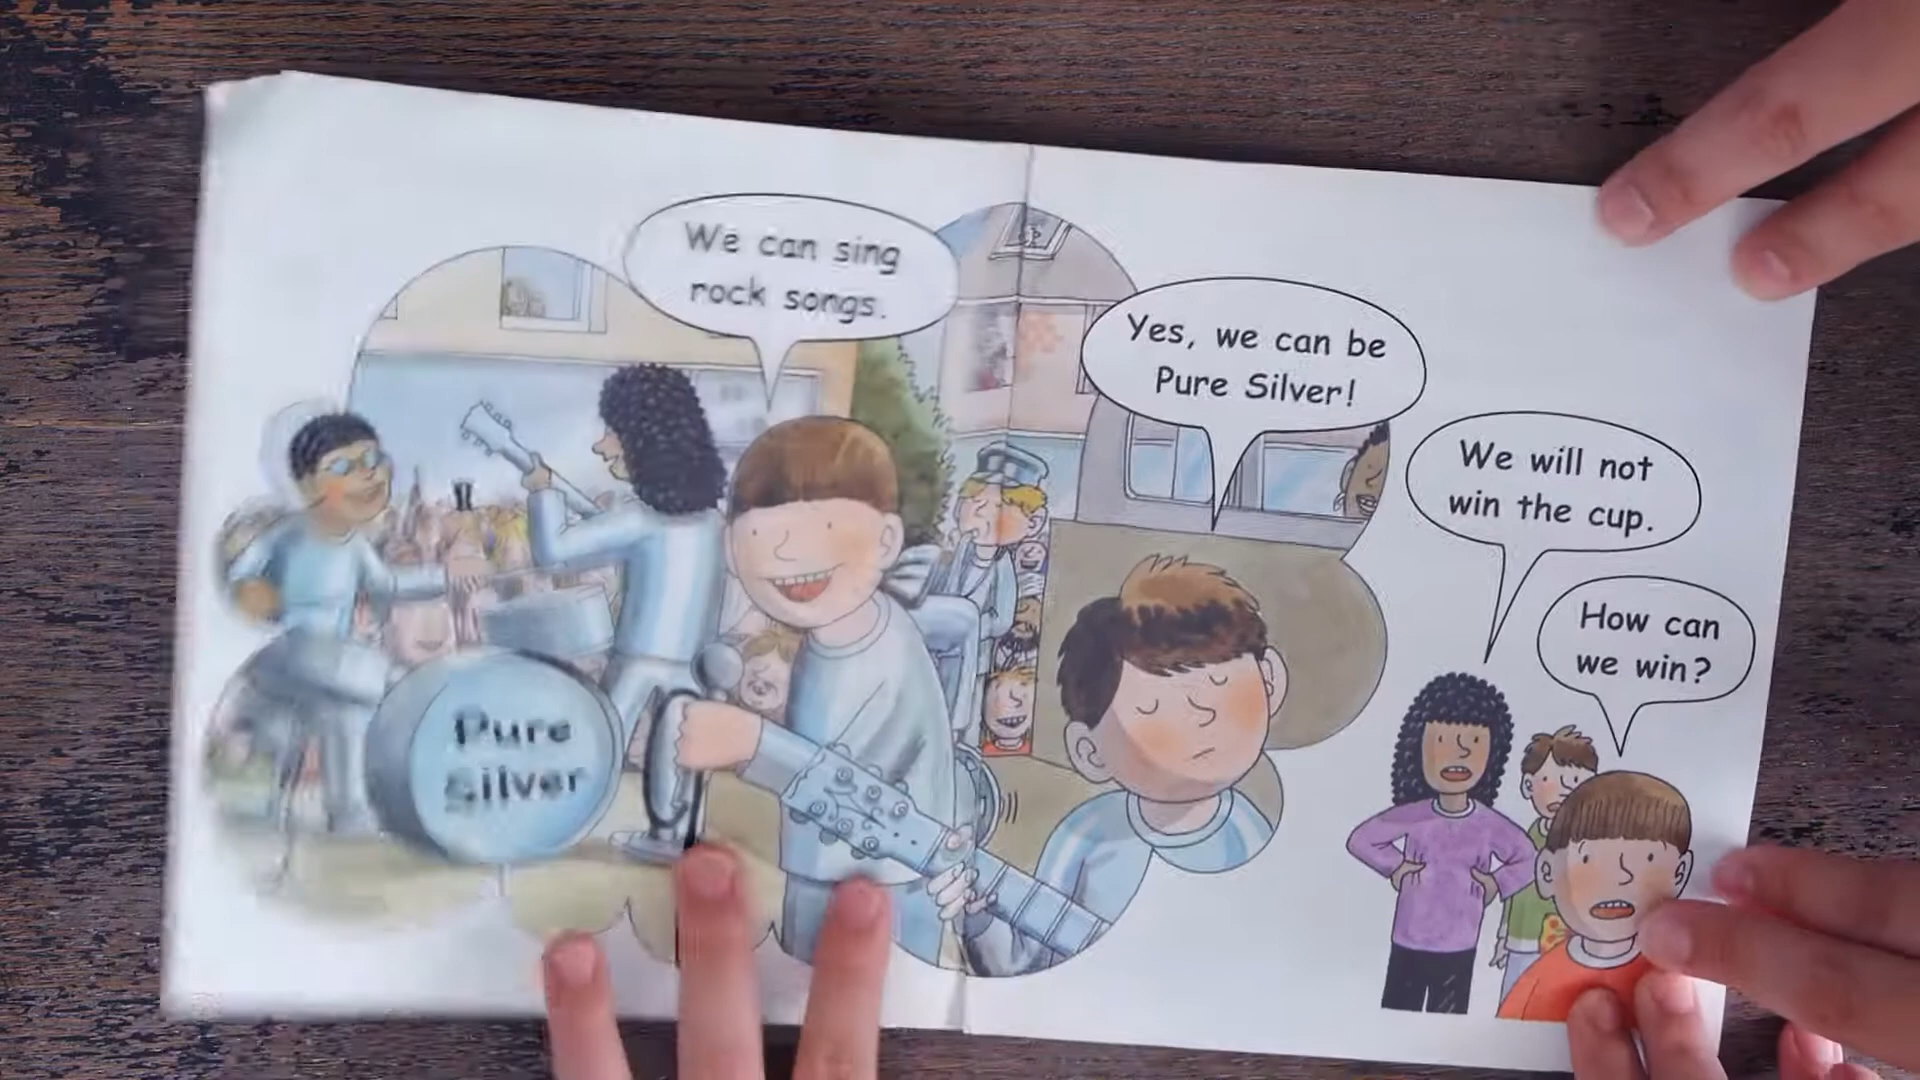 We can sing
rock songs.
Yes, we can be
Pure Silver!
We will not
win the cup.
How can
we win?
Pure
Silver